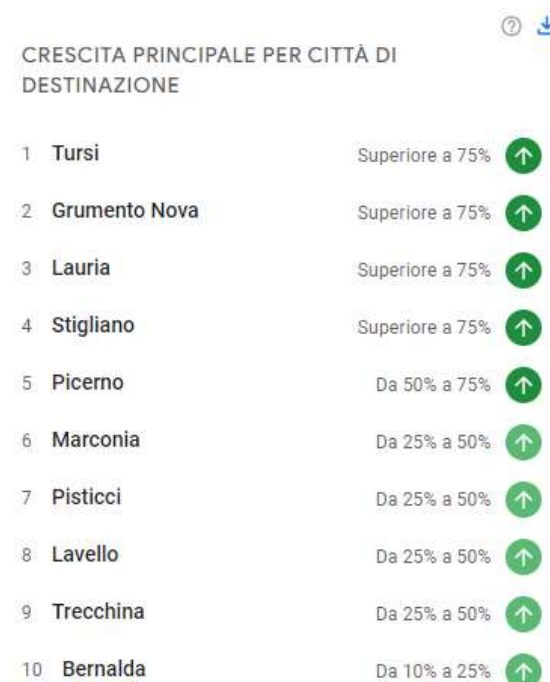 CRESCITA PRINCIPALE PER CITTÀ DI
DESTINAZIONE
1 Tursi Superiore a 75%
2 Grumento Nova Superiore a 75%
3 Lauria Superiore a 75%
4 Stigliano Superiore a 75%
5 Picerno Da 50% a 75%
6 Marconia Da 25% a 50%
7 Pisticci Da 25% a 50%
8 Lavello Da 25% a 50%
9 Trecchina Da 25% a 50%
10 Bernalda Da 10% a 25%